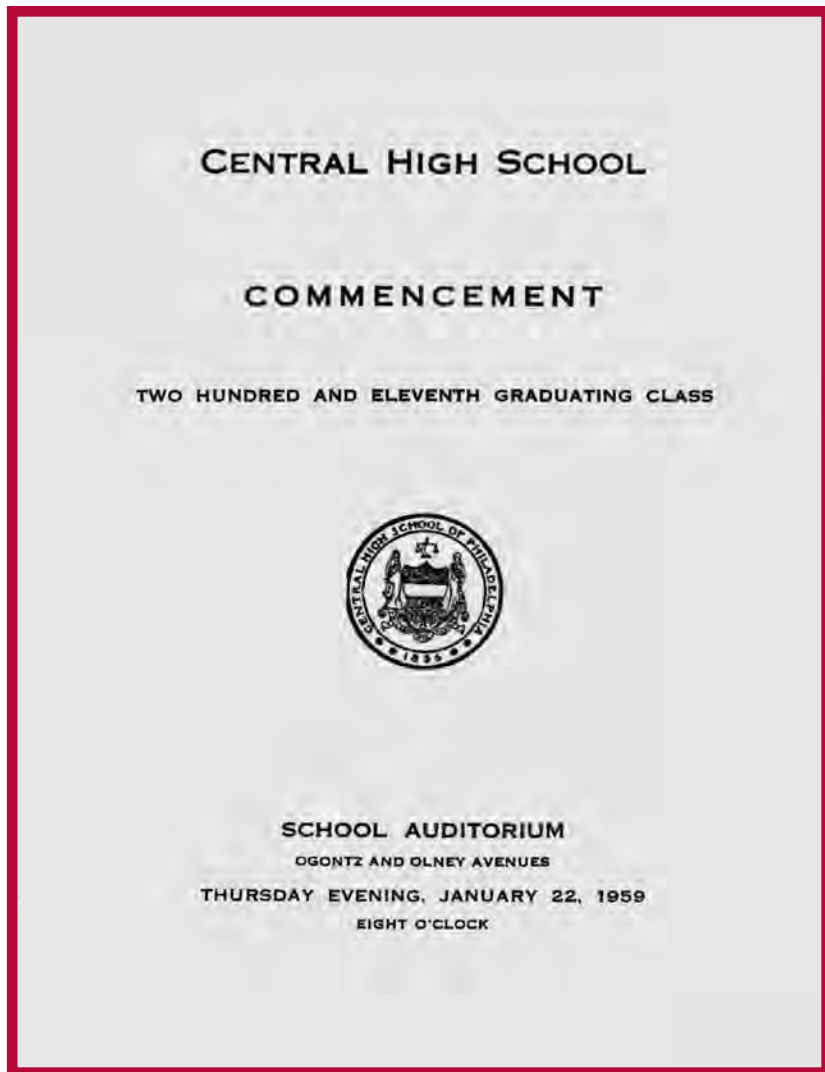 CENTRAL HIGH SCHOOL
COMMENCEMENT
TWO HUNDRED AND ELEVENTH GRADUATING CLASS
CENTRAL HIGH SCHOOL OF PHILADELPHIA
1836
SCHOOL AUDITORIUM
OGONTZ AND OLNEY AVENUES
THURSDAY EVENING, JANUARY 22, 1959
EIGHT O'CLOCK